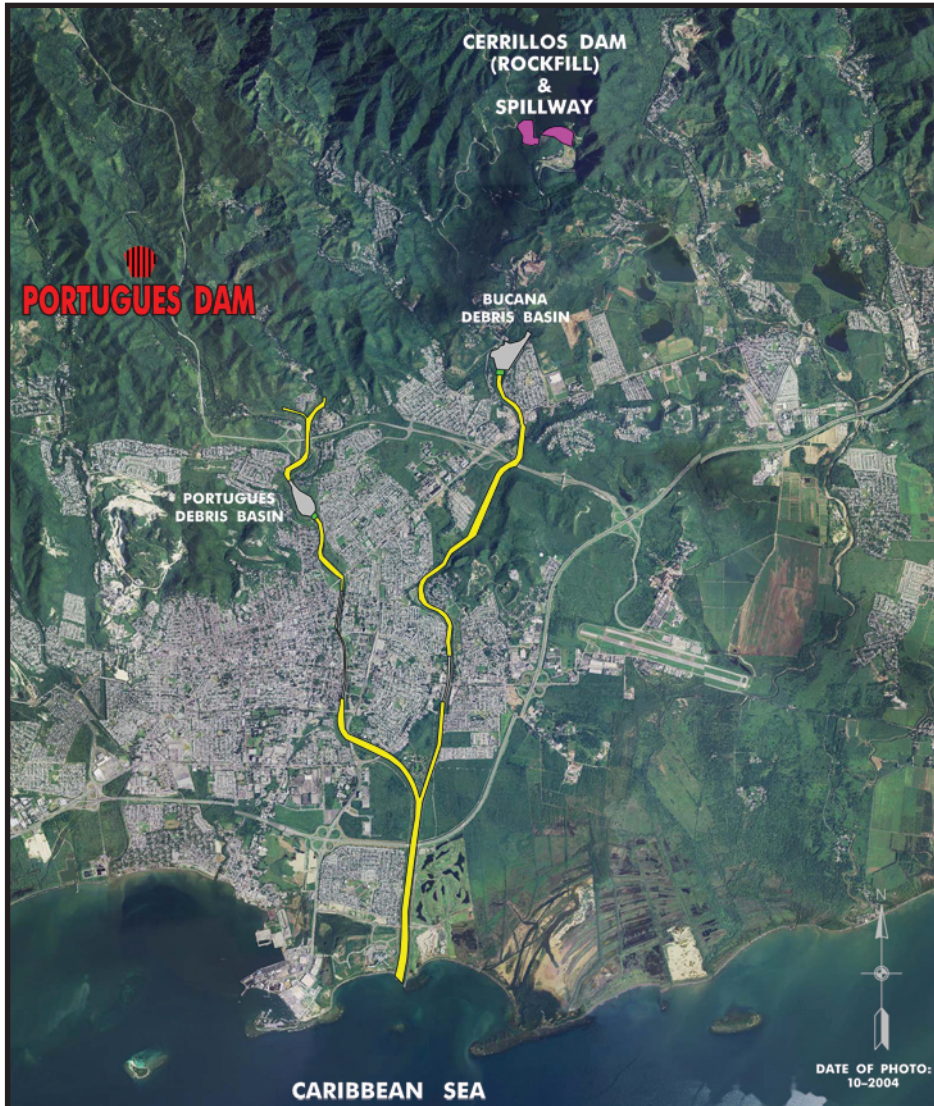 CERRILLOS DAM
(ROCKFILL)
&
SPILLWAY
PORTUGUES DAM
BUCANA
DEBRIS BASIN
PORTUGUES
DEBRIS BASIN
N
DATE OF PHOTO:
10-2004
CARIBBEAN SEA